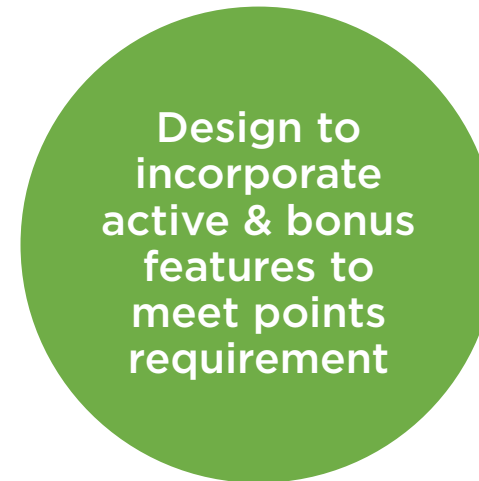 Design to
incorporate
active & bonus
features to
meet points
requirement